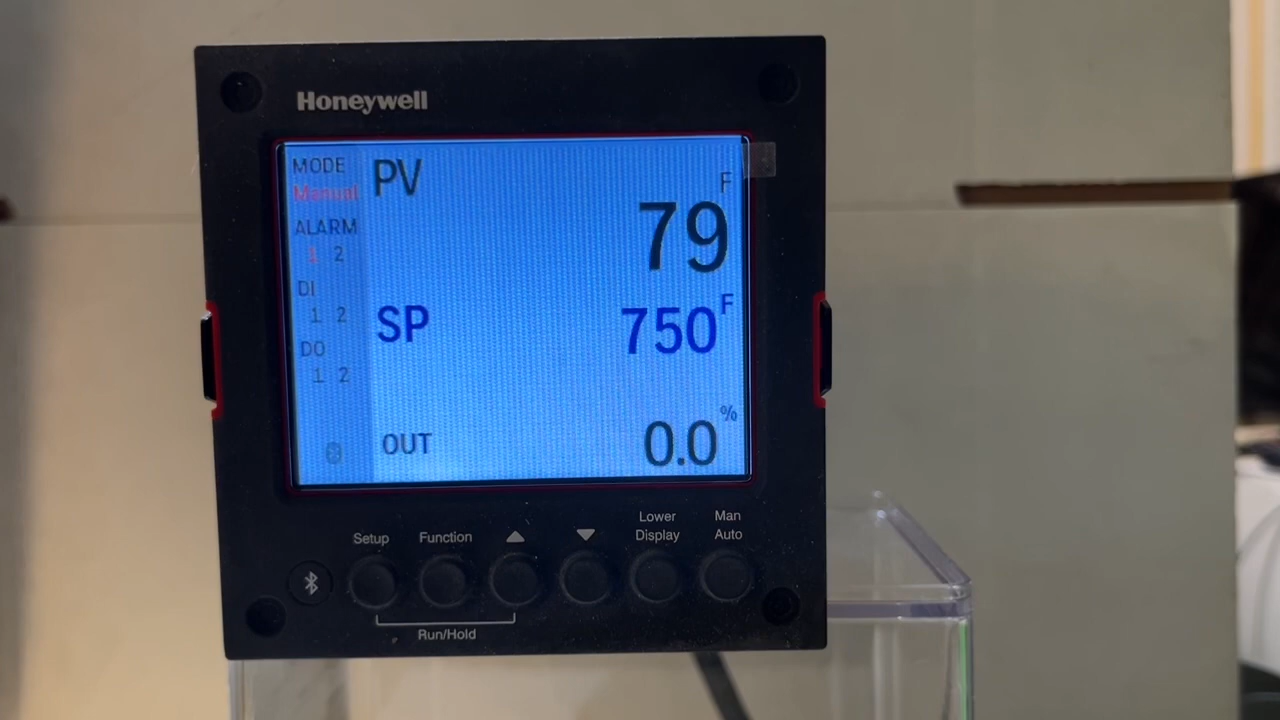 Honeywell
MODE
Manual
ALARM
1 2
DI
1 2
DO
1 2
PV
F
79
SP
750 F
OUT
0.0 %
Setup
Function
Lower
Display
Man
Auto
Run/Hold